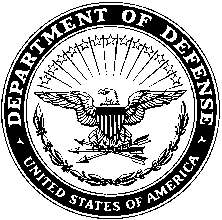 DEPARTMENT OF DEFENSE
UNITED STATES OF AMERICA